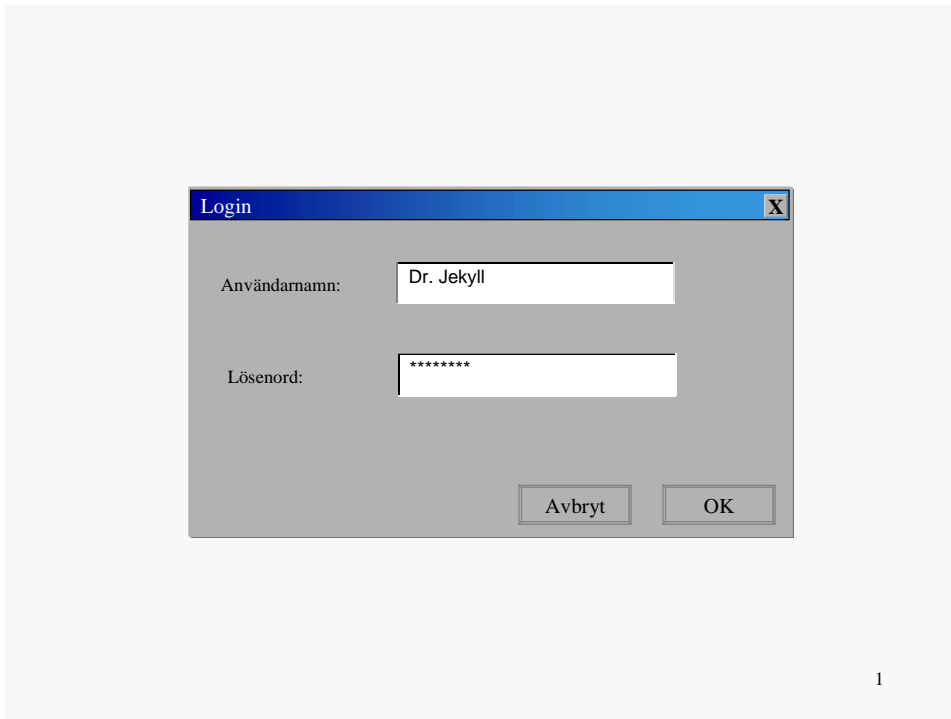 Login X
Användarnamn: Dr. Jekyll
Lösenord: ********
Avbryt OK
1